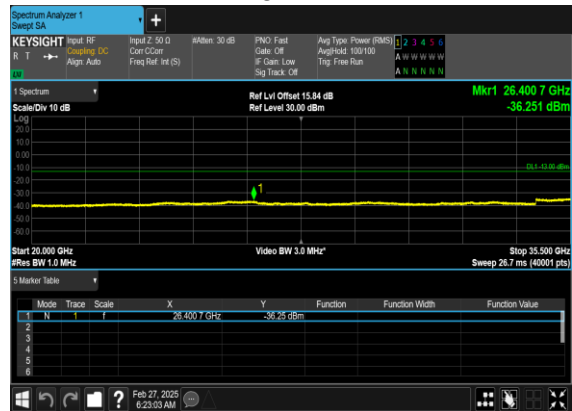 Spectrum Analyzer 1
Swept SA
KEYSIGHT Input: RF Input Z: 50 Ω #Atten: 30 dB PNO: Fast Avg Type: Power (RMS) 1 2 3 4 5 6
R T Coupling: DC Corr CCorr Gate: Off Avg|Hold: 100/100 A W W W W W
Align: Auto Freq Ref: Int (S) IF Gain: Low Trig: Free Run
Sig Track: Off A N N N N N
1 Spectrum Ref Lvl Offset 15.84 dB Mkr1 26.400 7 GHz
Scale/Div 10 dB Ref Level 30.00 dBm -36.251 dBm
Log
20.0
10.0
0.00
-10.0
DL1 -13.00 dBm
-20.0
-30.0
1
-40.0
-50.0
-60.0
Start 20.000 GHz Video BW 3.0 MHz* Stop 35.500 GHz
#Res BW 1.0 MHz Sweep 26.7 ms (40001 pts)
5 Marker Table
Mode Trace Scale X Y Function Function Width Function Value
1 N 1 f 26.400 7 GHz -36.25 dBm
2
3
4
5
6
? Feb 27, 2025
6:23:03 AM